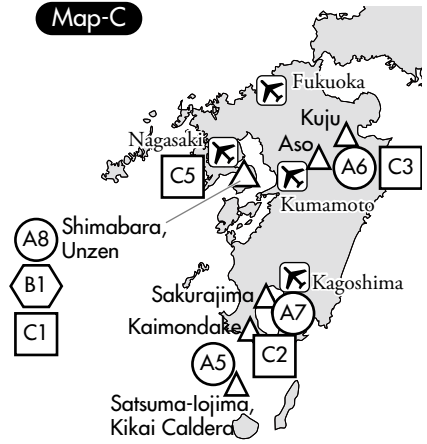 Map-C
Fukuoka
Kuju
Nagasaki
Aso
C5
A6
C3
Kumamoto
A8
Shimabara,
Unzen
B1
Kagoshima
Sakurajima
C1
A7
Kaimondake
C2
A5
Satsuma-Iojima,
Kikai Caldera